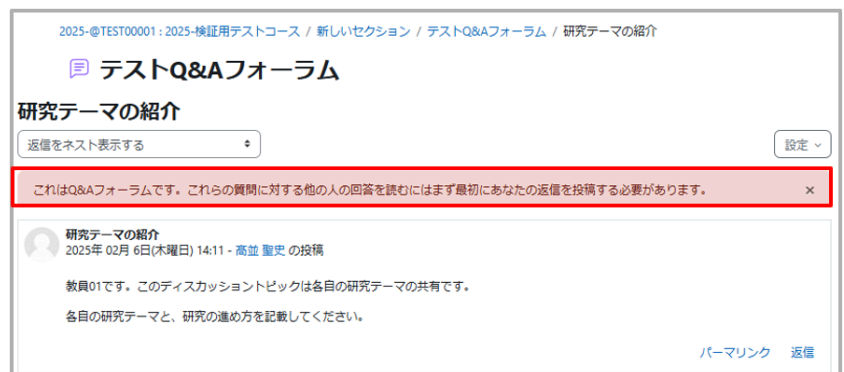 2025-@TEST00001 : 2025-検証用テストコース / 新しいセクション / テストQ&Aフォーラム / 研究テーマの紹介
テストQ&Aフォーラム
研究テーマの紹介
返信をネスト表示する
設定
これはQ&Aフォーラムです。これらの質問に対する他の人の回答を読むにはまず最初にあなたの返信を投稿する必要があります。
×
研究テーマの紹介
2025年 02月 6日(木曜日) 14:11 - 高並 聖史 の投稿
教員01です。このディスカッショントピックは各自の研究テーマの共有です。
各自の研究テーマと、研究の進め方を記載してください。
パーマリンク 返信